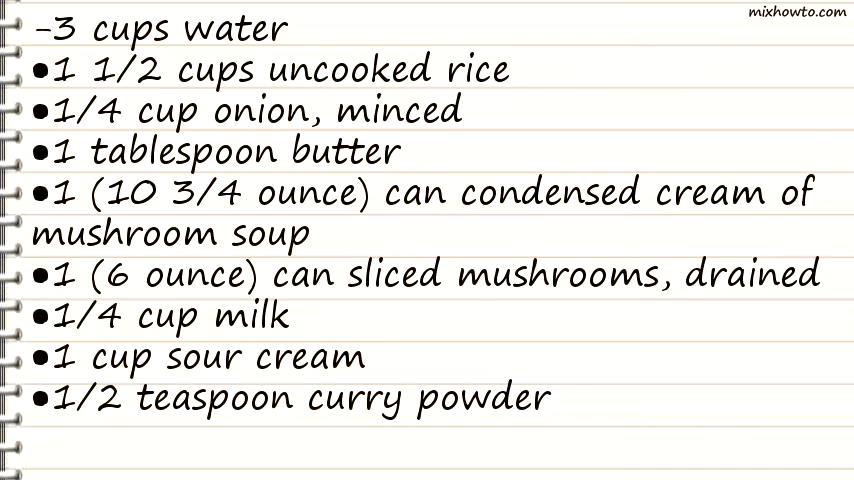 mixhowto.com
-3 cups water
●1 1/2 cups uncooked rice
●1/4 cup onion, minced
●1 tablespoon butter
●1 (10 3/4 ounce) can condensed cream of
mushroom soup
●1 (6 ounce) can sliced mushrooms, drained
●1/4 cup milk
●1 cup sour cream
●1/2 teaspoon curry powder